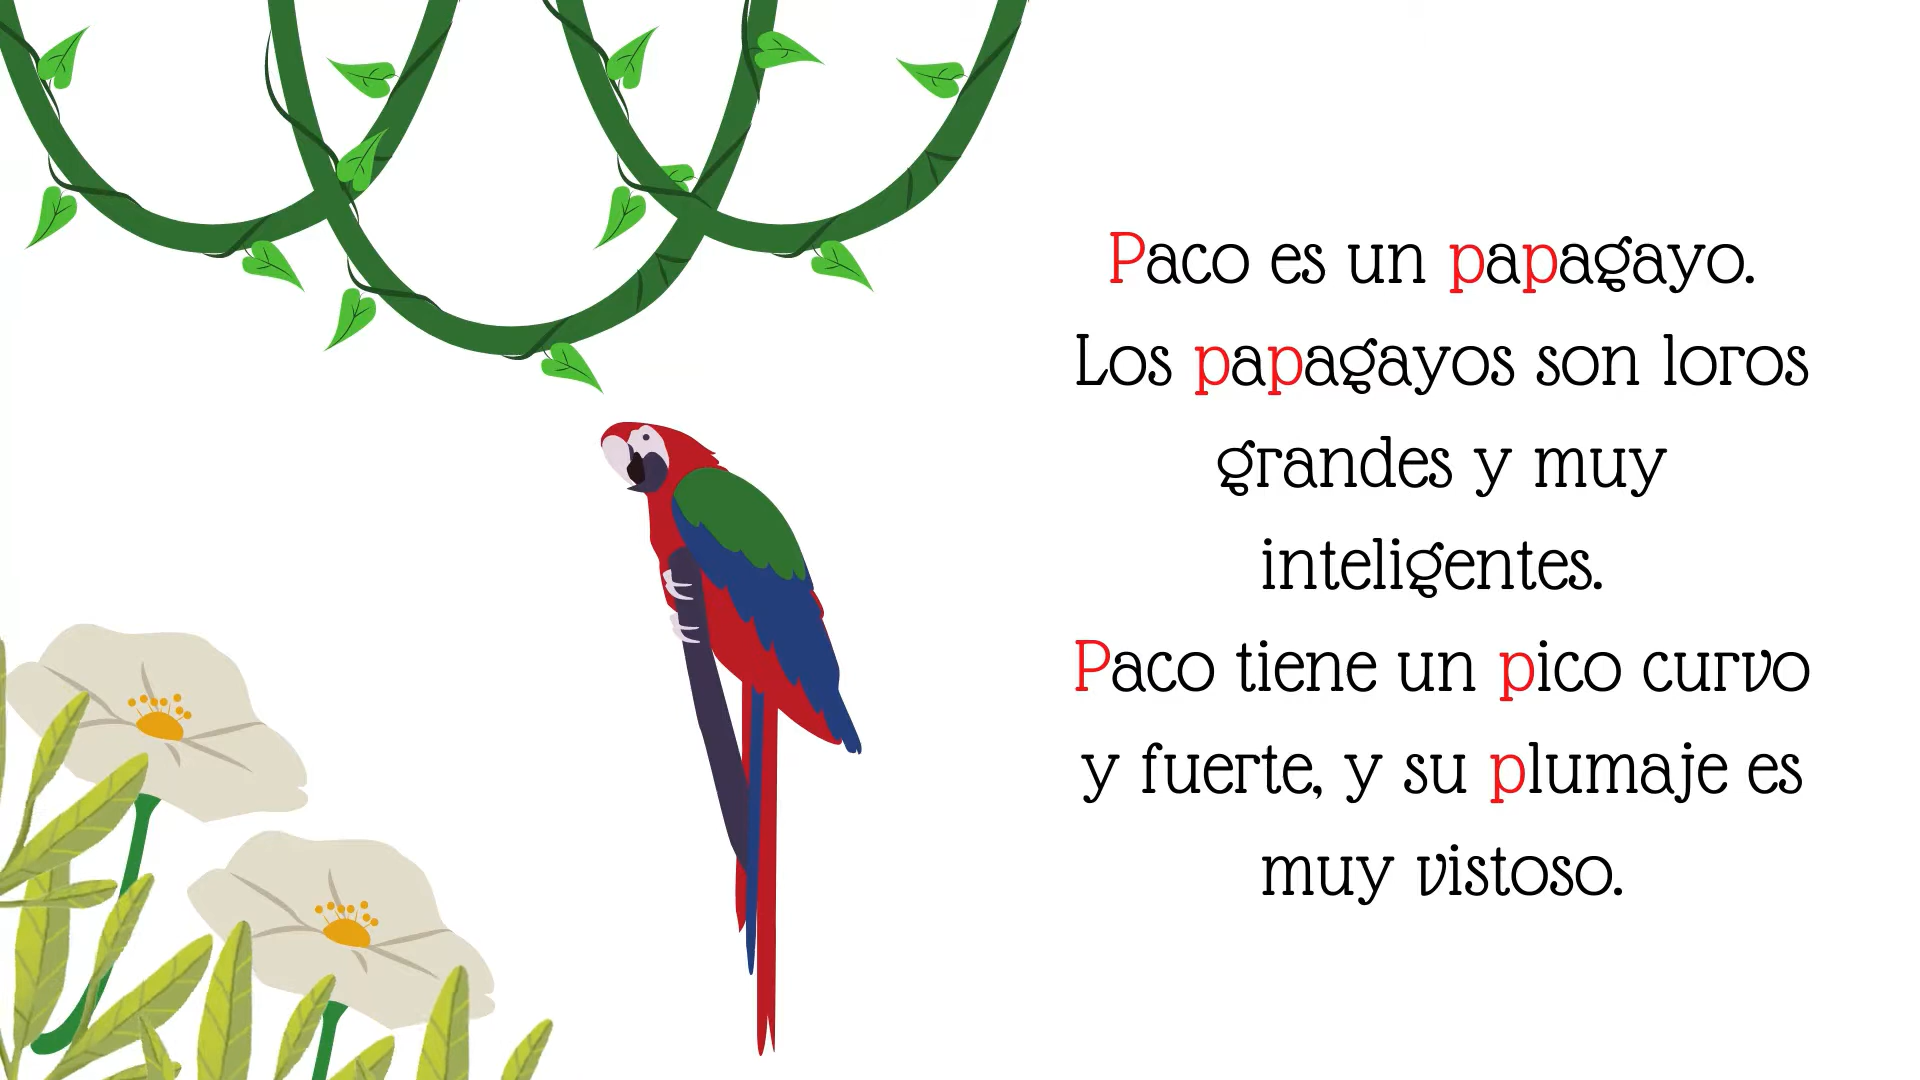 Paco es un papagayo.
Los papagayos son loros
grandes y muy
inteligentes.
Paco tiene un pico curvo
y fuerte, y su plumaje es
muy vistoso.